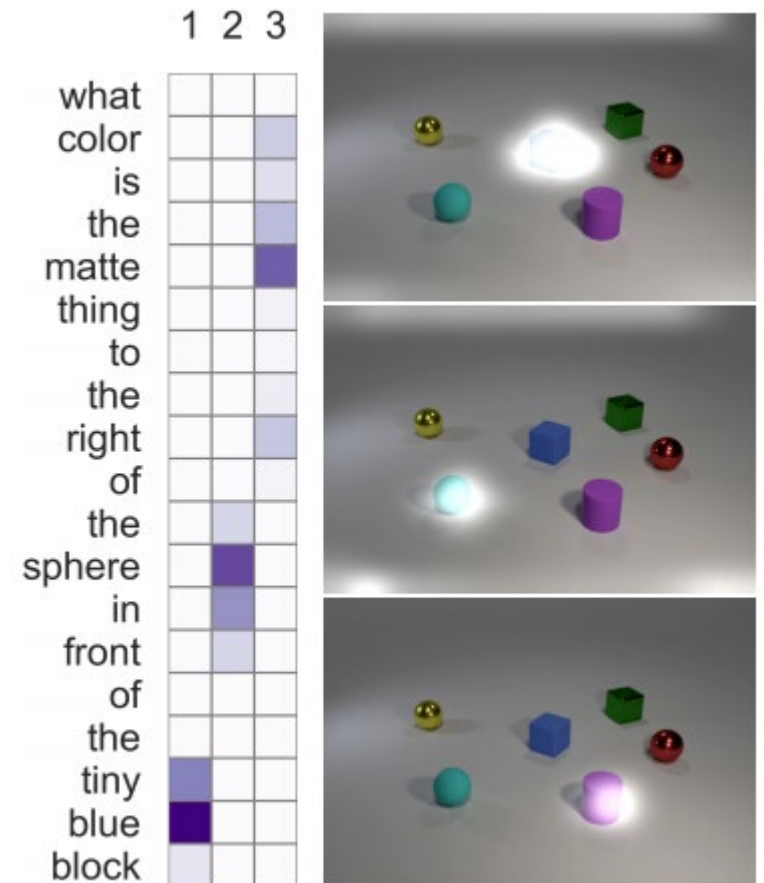 1 2 3
what
color
is
the
matte
thing
to
the
right
of
the
sphere
in
front
of
the
tiny
blue
block